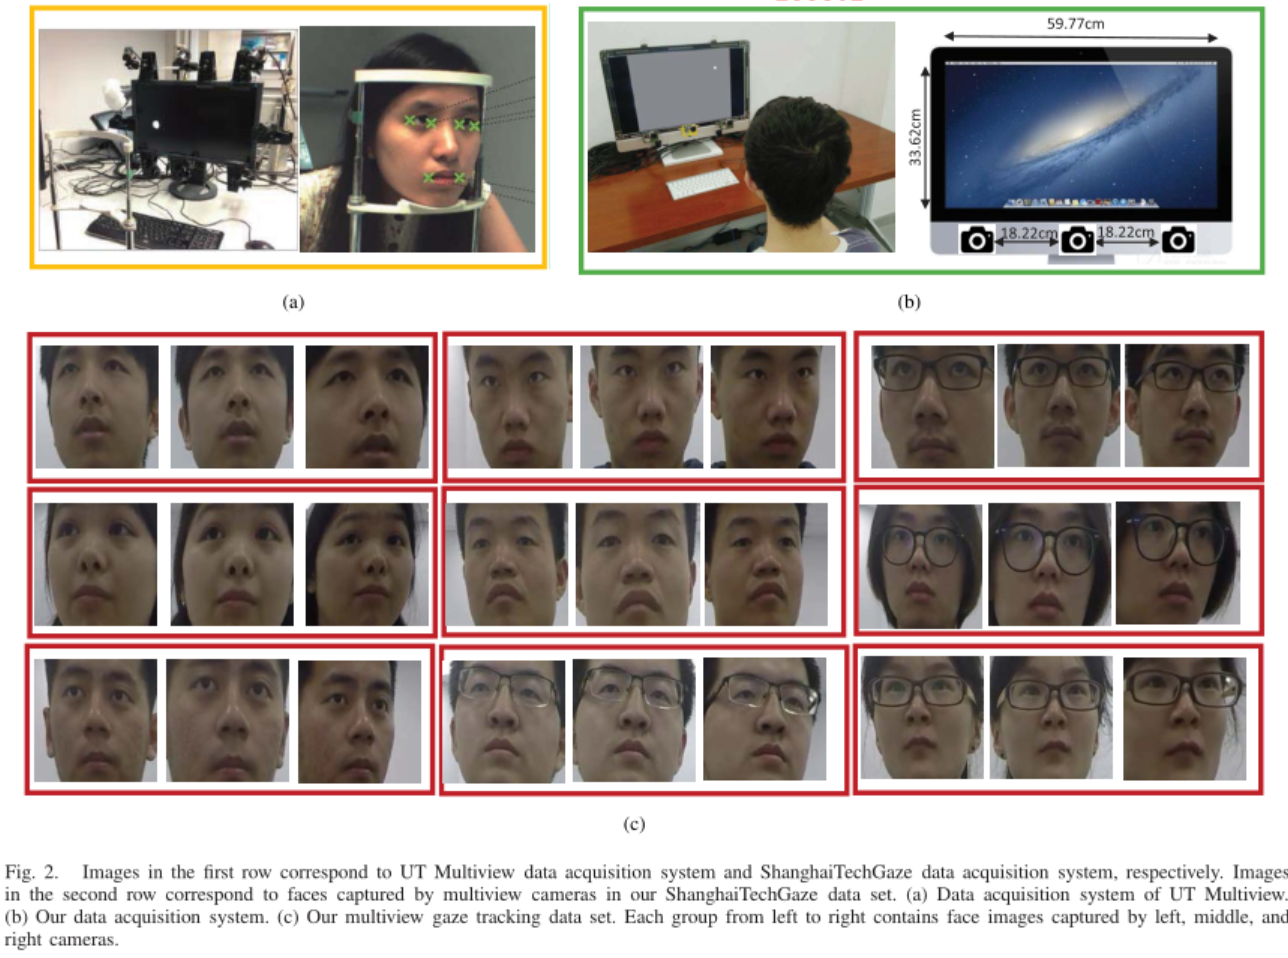 59.77cm
33.62cm
18.22cm
18.22cm
(a)
(b)
(c)
Fig. 2. Images in the first row correspond to UT Multiview data acquisition system and ShanghaiTechGaze data acquisition system, respectively. Images
in the second row correspond to faces captured by multiview cameras in our ShanghaiTechGaze data set. (a) Data acquisition system of UT Multiview.
(b) Our data acquisition system. (c) Our multiview gaze tracking data set. Each group from left to right contains face images captured by left, middle, and
right cameras.